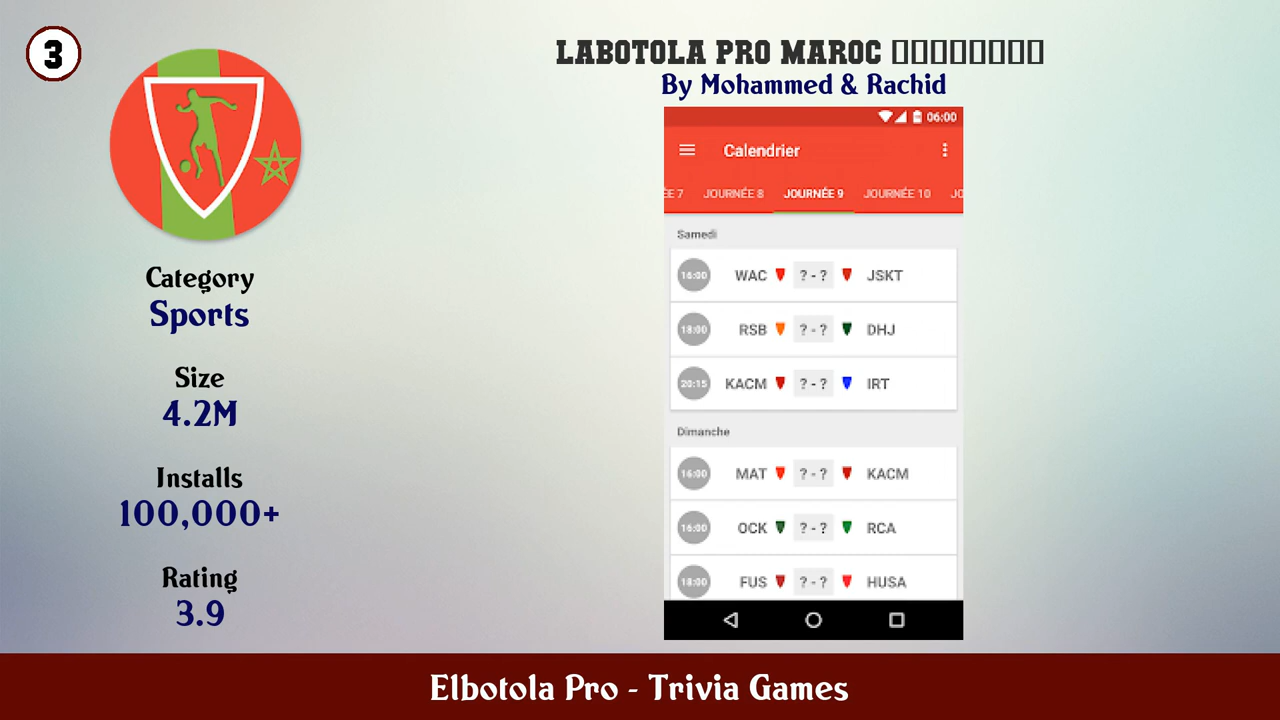 3
LABOTOLA PRO MAROC
By Mohammed & Rachid
Category
Sports
Size
4.2M
Installs
100,000+
Rating
3.9
06:00
Calendrier
ÉE 7 JOURNÉE 8 JOURNÉE 9 JOURNÉE 10 JO
Samedi
16:00 WAC ? - ? JSKT
18:00 RSB ? - ? DHJ
20:15 KACM ? - ? IRT
Dimanche
16:00 MAT ? - ? KACM
16:00 OCK ? - ? RCA
18:00 FUS ? - ? HUSA
Elbotola Pro - Trivia Games